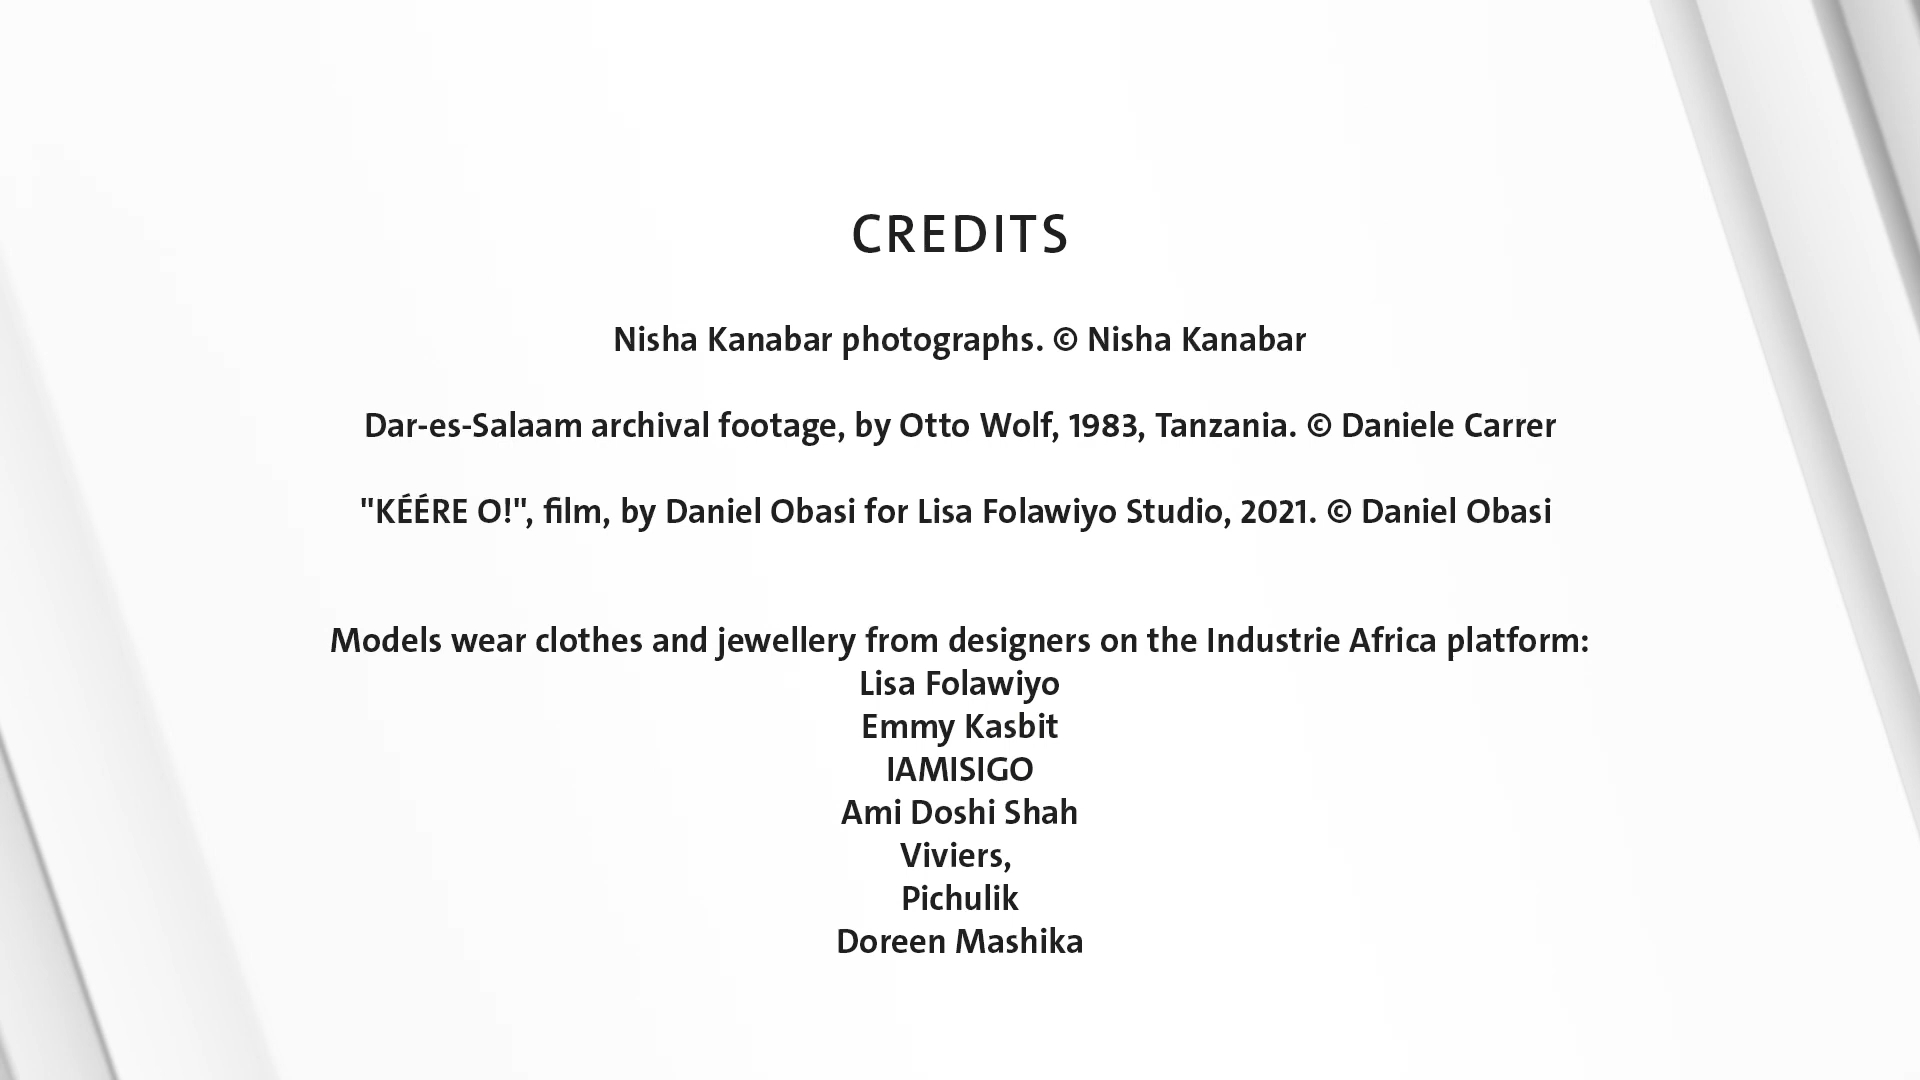 CREDITS
Nisha Kanabar photographs. © Nisha Kanabar
Dar-es-Salaam archival footage, by Otto Wolf, 1983, Tanzania. © Daniele Carrer
"KÉÉRE O!", film, by Daniel Obasi for Lisa Folawiyo Studio, 2021. © Daniel Obasi
Models wear clothes and jewellery from designers on the Industrie Africa platform:
Lisa Folawiyo
Emmy Kasbit
IAMISIGO
Ami Doshi Shah
Viviers,
Pichulik
Doreen Mashika